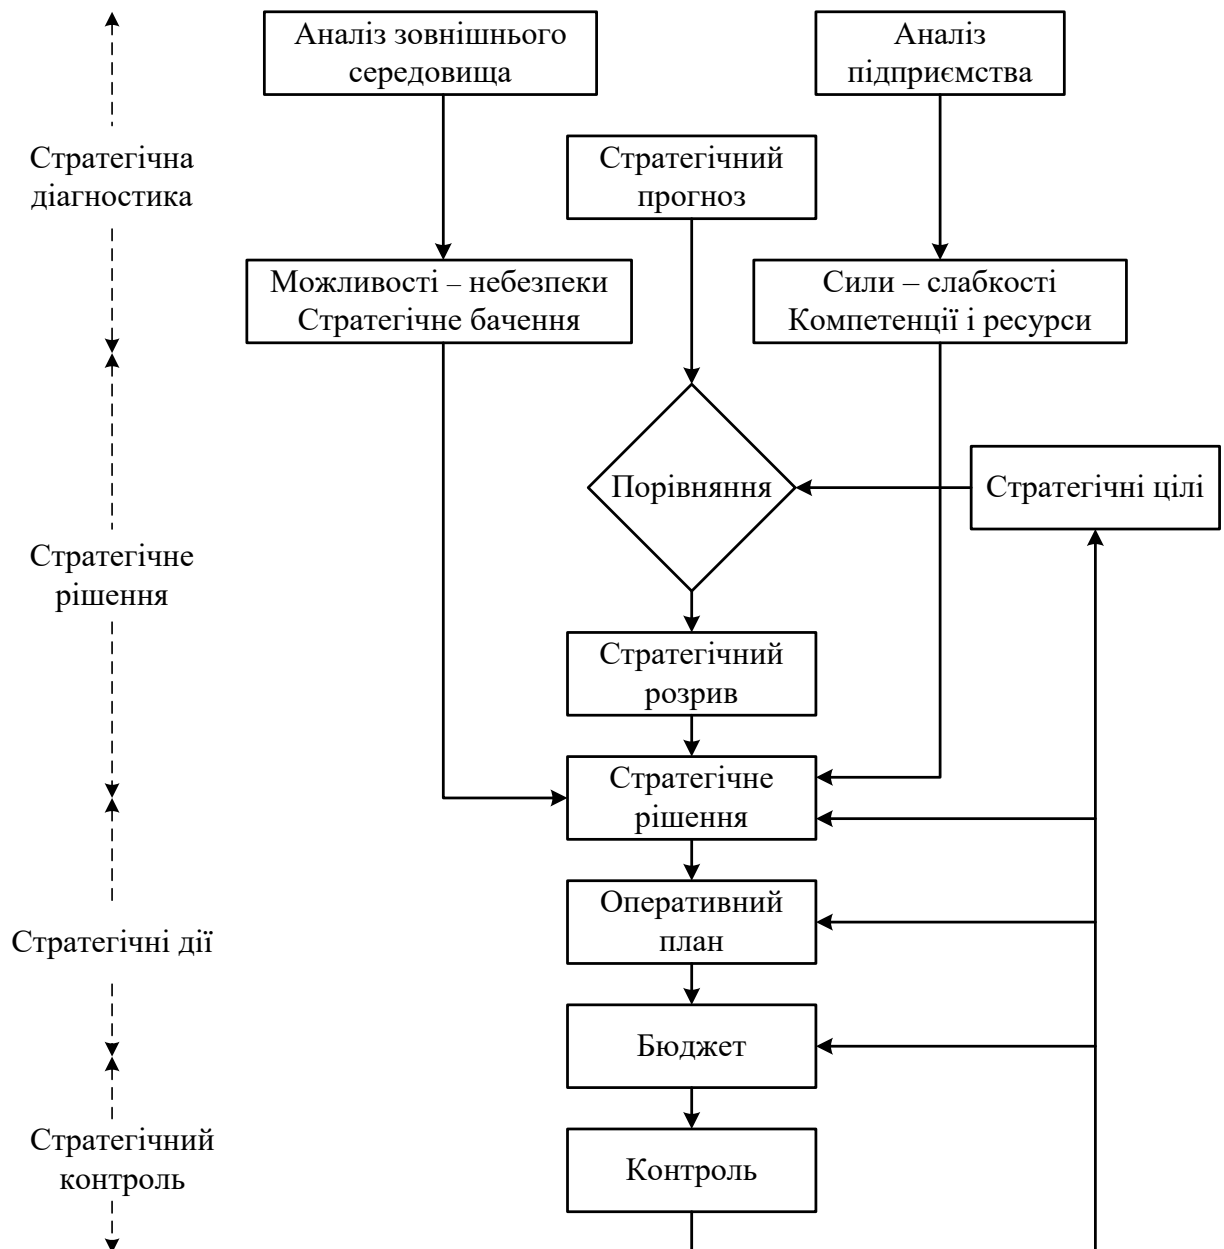 Аналіз зовнішнього
середовища
Аналіз
підприємства
Стратегічний
прогноз
Стратегічна
діагностика
Можливості – небезпеки
Стратегічне бачення
Сили – слабкості
Компетенції і ресурси
Порівняння
Стратегічні цілі
Стратегічне
рішення
Стратегічний
розрив
Стратегічне
рішення
Оперативний
план
Стратегічні дії
Бюджет
Стратегічний
контроль
Контроль